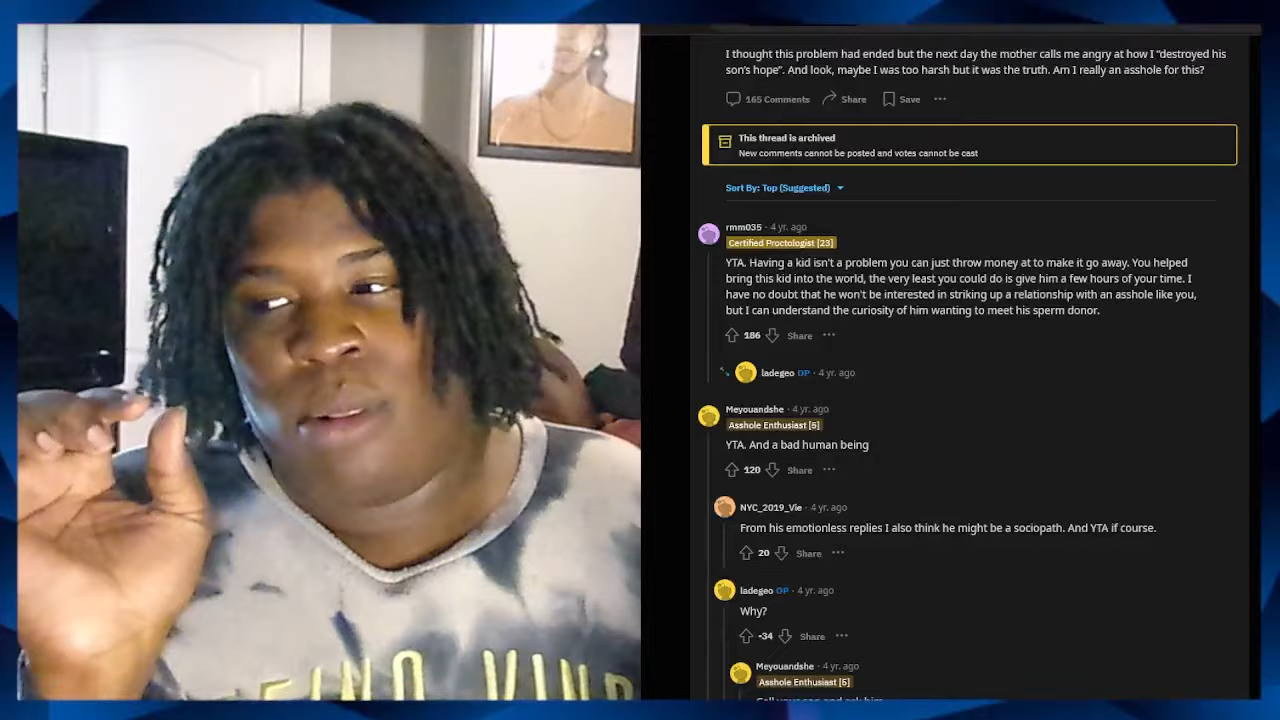 I thought this problem had ended but the next day the mother calls me angry at how I "destroyed his
son's hope". And look, maybe I was too harsh but it was the truth. Am I really an asshole for this?
165 Comments Share Save
This thread is archived
New comments cannot be posted and votes cannot be cast
Sort By: Top (Suggested)
rmm035 · 4 yr. ago
Certified Proctologist [23]
YTA. Having a kid isn't a problem you can just throw money at to make it go away. You helped
bring this kid into the world, the very least you could do is give him a few hours of your time. I
have no doubt that he won't be interested in striking up a relationship with an asshole like you,
but I can understand the curiosity of him wanting to meet his sperm donor.
186 Share
ladegeo OP · 4 yr. ago
Meyouandshe · 4 yr. ago
Asshole Enthusiast [5]
YTA. And a bad human being
120 Share
NYC_2019_Vie · 4 yr. ago
From his emotionless replies I also think he might be a sociopath. And YTA if course.
20 Share
ladegeo OP · 4 yr. ago
Why?
-34 Share
Meyouandshe · 4 yr. ago
Asshole Enthusiast [5]